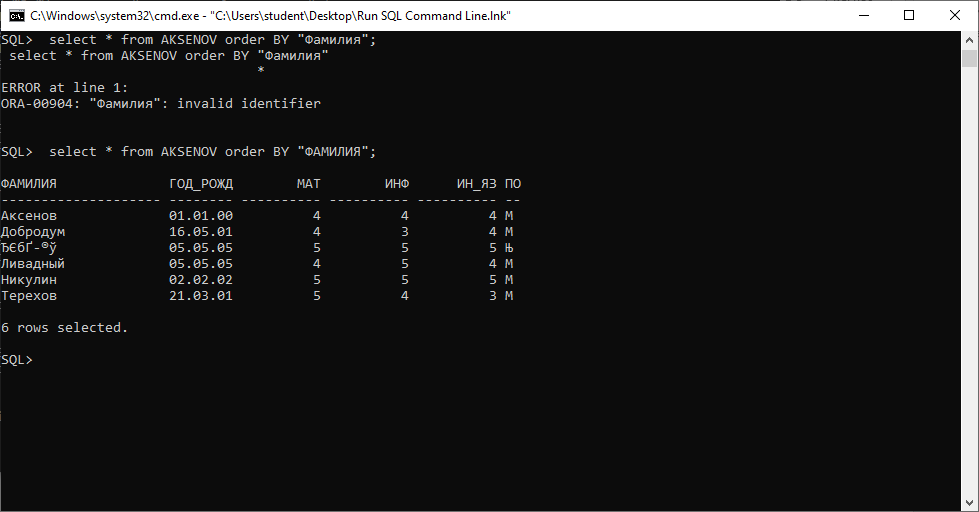 C:\Windows\system32\cmd.exe - "C:\Users\student\Desktop\Run SQL Command Line.lnk"
SQL>  select * from AKSENOV order BY "Фамилия";
 select * from AKSENOV order BY "Фамилия"
                                *
ERROR at line 1:
ORA-00904: "Фамилия": invalid identifier
SQL>  select * from AKSENOV order BY "ФАМИЛИЯ";
ФАМИЛИЯ              ГОД_РОЖД        МАТ        ИНФ      ИН_ЯЗ ПО
-------------------- -------- ---------- ---------- ---------- --
Аксенов              01.01.00          4          4          4 М
Добродум             16.05.01          4          3          4 М
ЂЄбҐ-®ў              05.05.05          5          5          5 Њ
Ливадный             05.05.05          4          5          4 М
Никулин              02.02.02          5          5          5 М
Терехов              21.03.01          5          4          3 М
6 rows selected.
SQL>